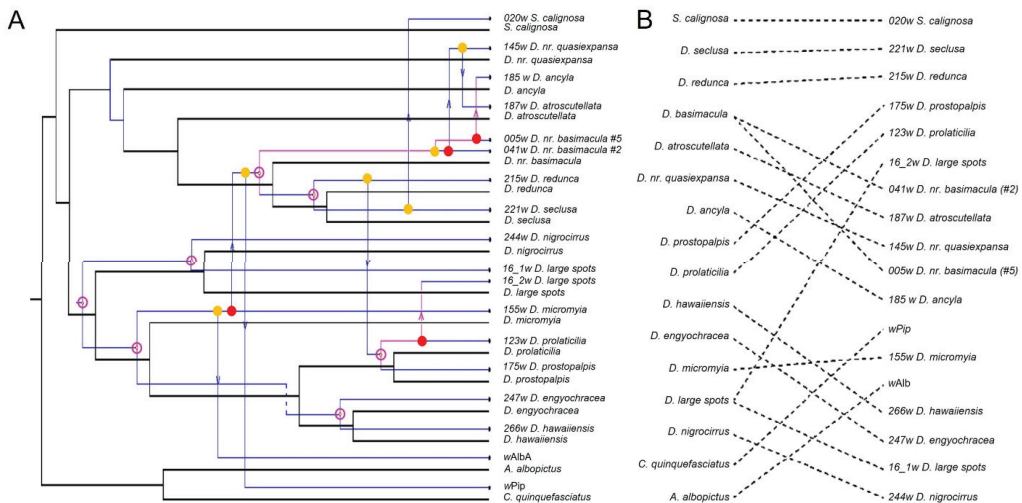 A
020w S. calignosa
S. calignosa
145w D. nr. quasiexpansa
D. nr. quasiexpansa
185 w D. ancyla
D. ancyla
187w D. atroscutellata
D. atroscutellata
005w D. nr. basimacula #5
041w D. nr. basimacula #2
D. nr. basimacula
215w D. redunca
D. redunca
221w D. seclusa
D. seclusa
244w D. nigrocirrus
D. nigrocirrus
16_1w D. large spots
16_2w D. large spots
D. large spots
155w D. micromyia
D. micromyia
123w D. prolaticilia
D. prolaticilia
175w D. prostopalpis
D. prostopalpis
247w D. engyochracea
D. engyochracea
266w D. hawaiiensis
D. hawaiiensis
wAlbA
A. albopictus
wPip
C. quinquefasciatus
B
S. calignosa
D. seclusa
D. redunca
D. basimacula
D. atroscutellata
D. nr. quasiexpansa
D. ancyla
D. prostopalpis
D. prolaticilia
D. hawaiiensis
D. engyochracea
D. micromyia
D. large spots
D. nigrocirrus
C. quinquefasciatus
A. albopictus
020w S. calignosa
221w D. seclusa
215w D. redunca
175w D. prostopalpis
123w D. prolaticilia
16_2w D. large spots
041w D. nr. basimacula (#2)
187w D. atroscutellata
145w D. nr. quasiexpansa
005w D. nr. basimacula (#5)
185 w D. ancyla
wPip
155w D. micromyia
wAlb
266w D. hawaiiensis
247w D. engyochracea
16_1w D. large spots
244w D. nigrocirrus